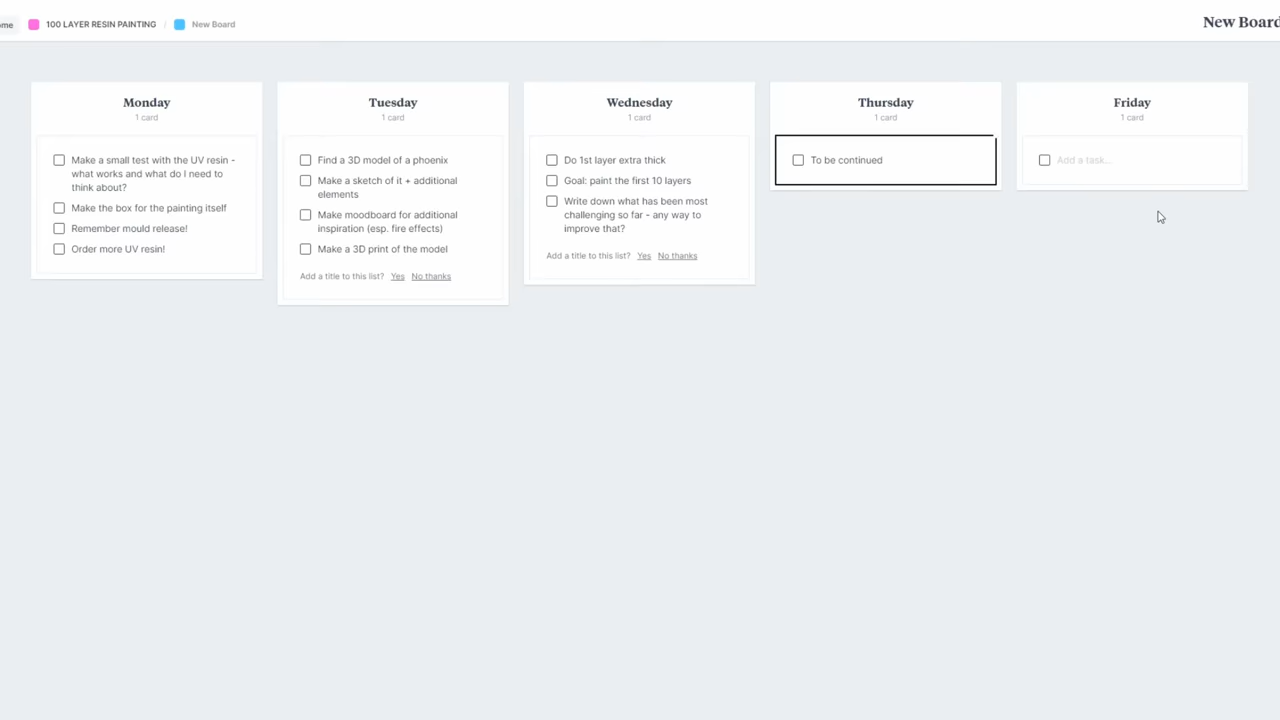 ome 100 LAYER RESIN PAINTING / New Board
New Board
Monday
1 card
Make a small test with the UV resin -
what works and what do I need to
think about?
Make the box for the painting itself
Remember mould release!
Order more UV resin!
Tuesday
1 card
Find a 3D model of a phoenix
Make a sketch of it + additional
elements
Make moodboard for additional
inspiration (esp. fire effects)
Make a 3D print of the model
Add a title to this list? Yes No thanks
Wednesday
1 card
Do 1st layer extra thick
Goal: paint the first 10 layers
Write down what has been most
challenging so far - any way to
improve that?
Add a title to this list? Yes No thanks
Thursday
1 card
To be continued
Friday
1 card
Add a task...